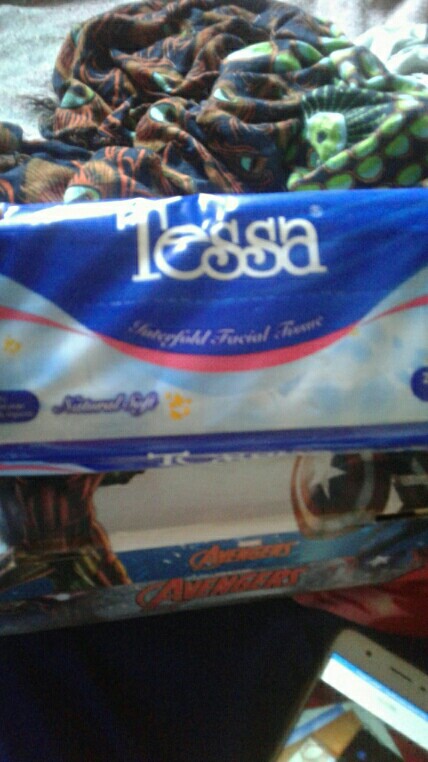 Tessa
Interfold Facial Tissue
Natural Soft
AVENGERS
AVENGERS